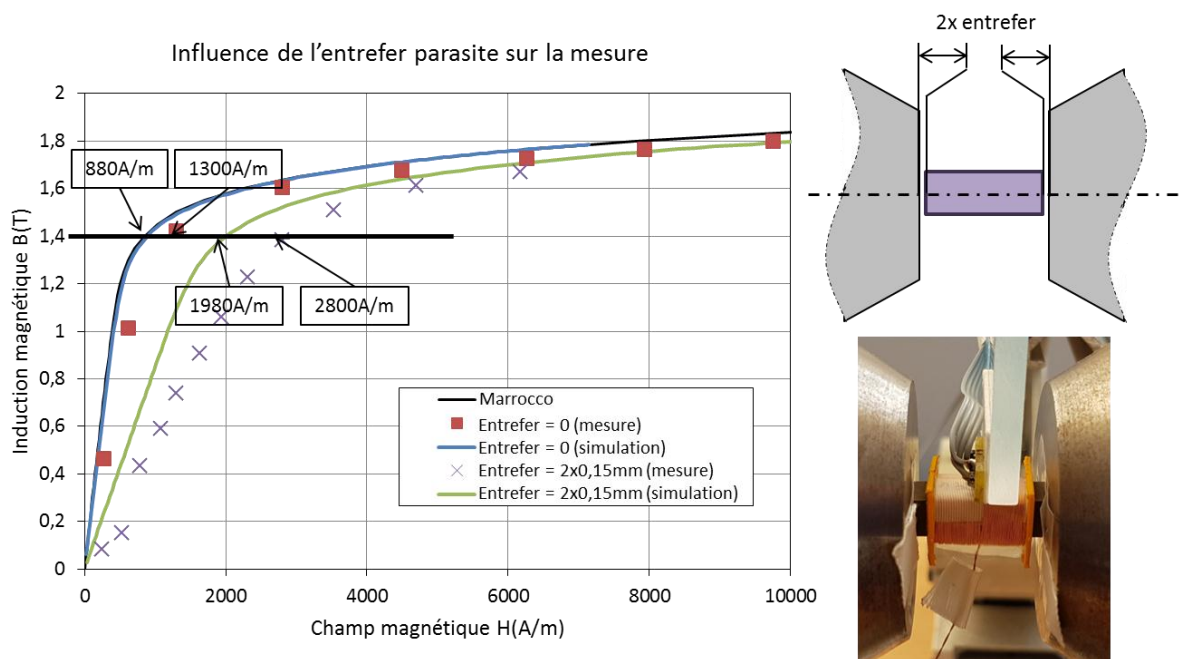 Influence de l’entrefer parasite sur la mesure
2x entrefer
Induction magnétique B(T)
2
1,8
1,6
1,4
1,2
1
0,8
0,6
0,4
0,2
0
880A/m
1300A/m
1980A/m
2800A/m
Marrocco
Entrefer = 0 (mesure)
Entrefer = 0 (simulation)
Entrefer = 2x0,15mm (mesure)
Entrefer = 2x0,15mm (simulation)
0 2000 4000 6000 8000 10000
Champ magnétique H(A/m)